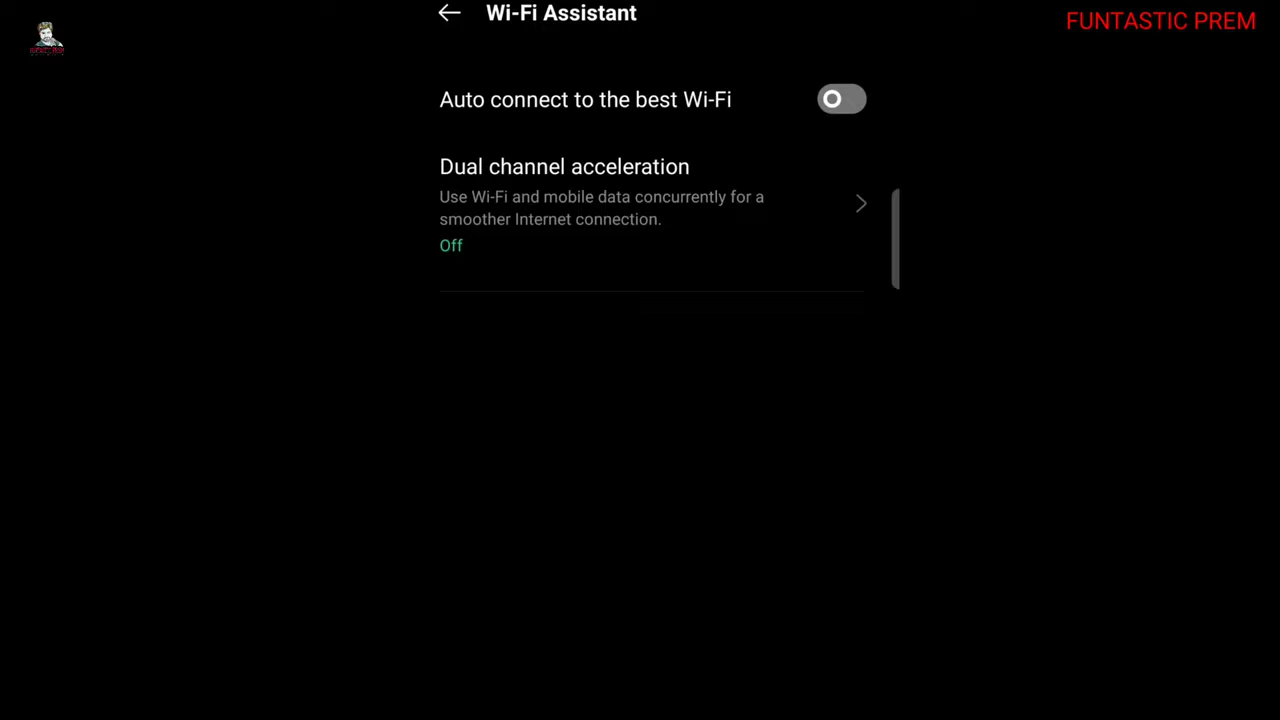 Wi-Fi Assistant
FUNTASTIC PREM
Auto connect to the best Wi-Fi
Dual channel acceleration
Use Wi-Fi and mobile data concurrently for a
smoother Internet connection.
Off